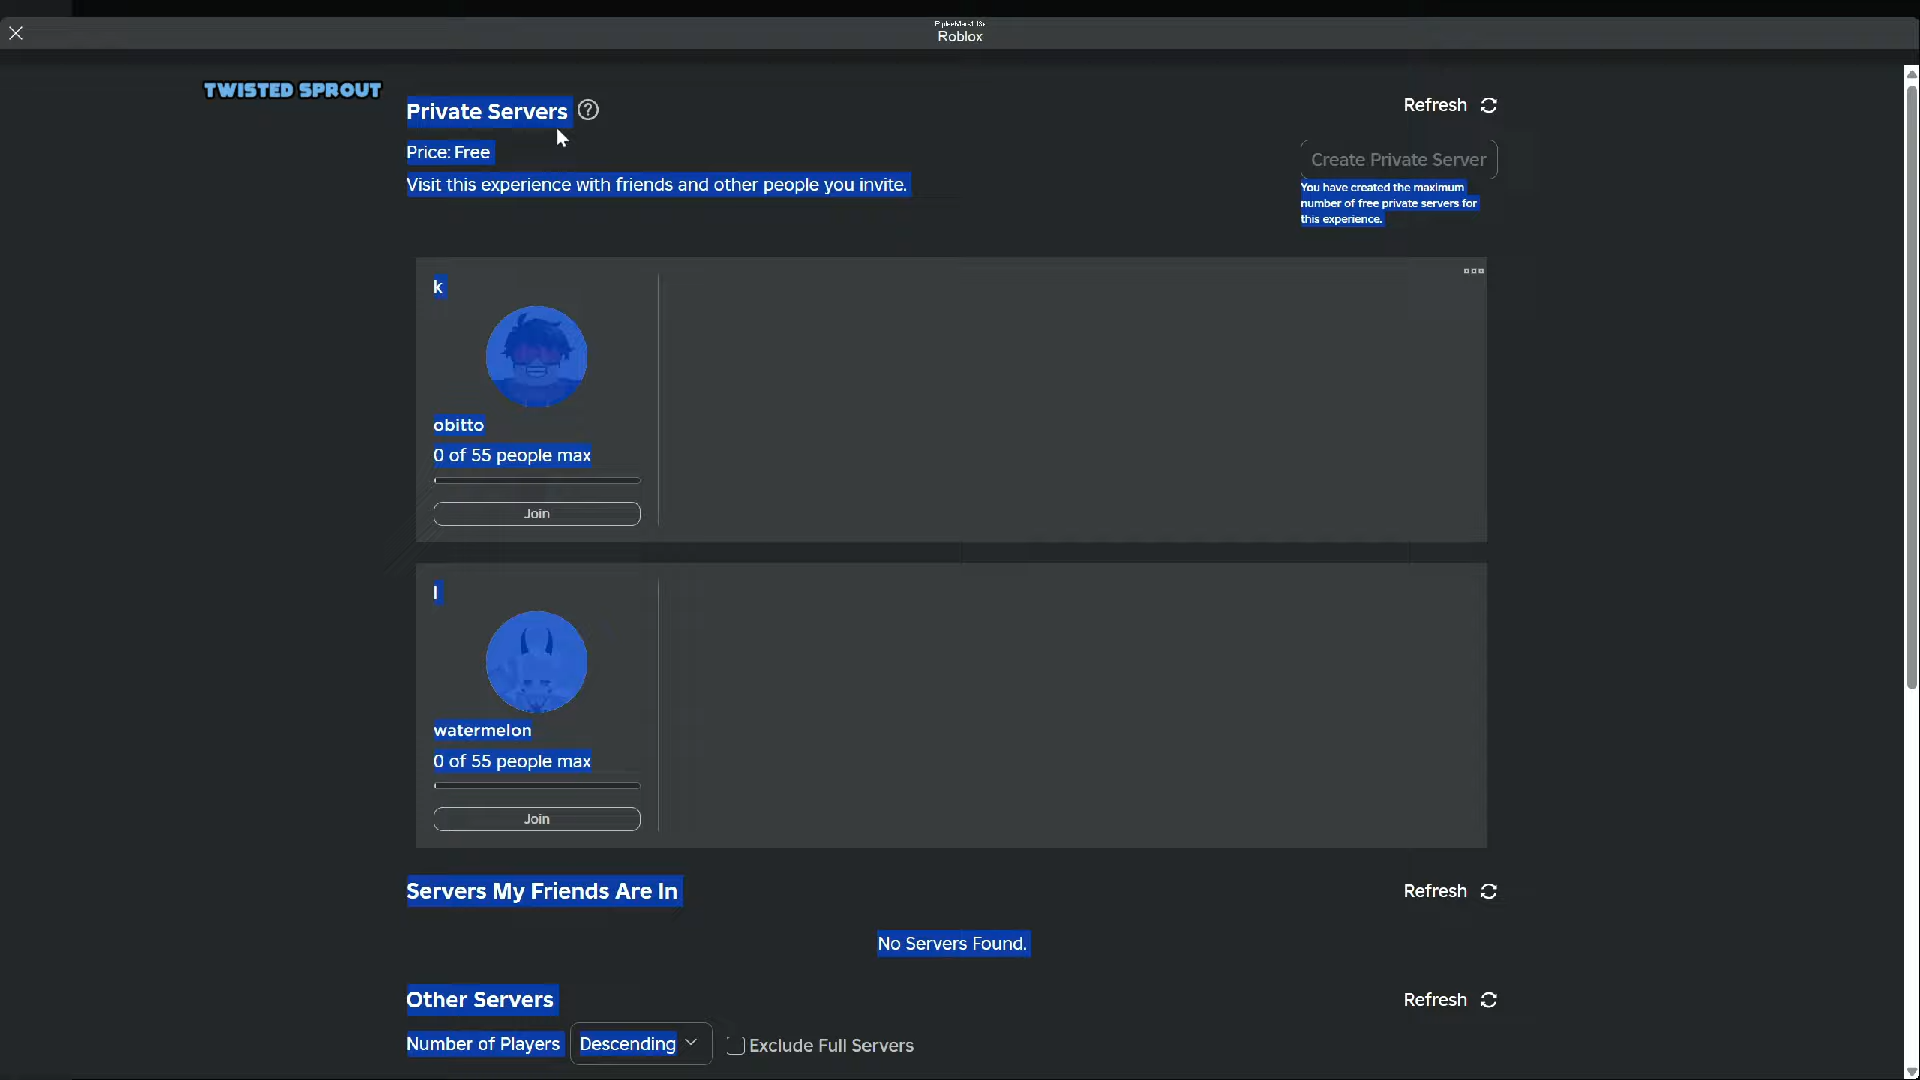 Roblox
TWISTED SPROUT
Private Servers
Refresh
Price: Free
Create Private Server
Visit this experience with friends and other people you invite.
You have created the maximum
number of free private servers for
this experience.
k
obitto
0 of 55 people max
Join
l
watermelon
0 of 55 people max
Join
Servers My Friends Are In
Refresh
No Servers Found.
Other Servers
Refresh
Number of Players
Descending
Exclude Full Servers